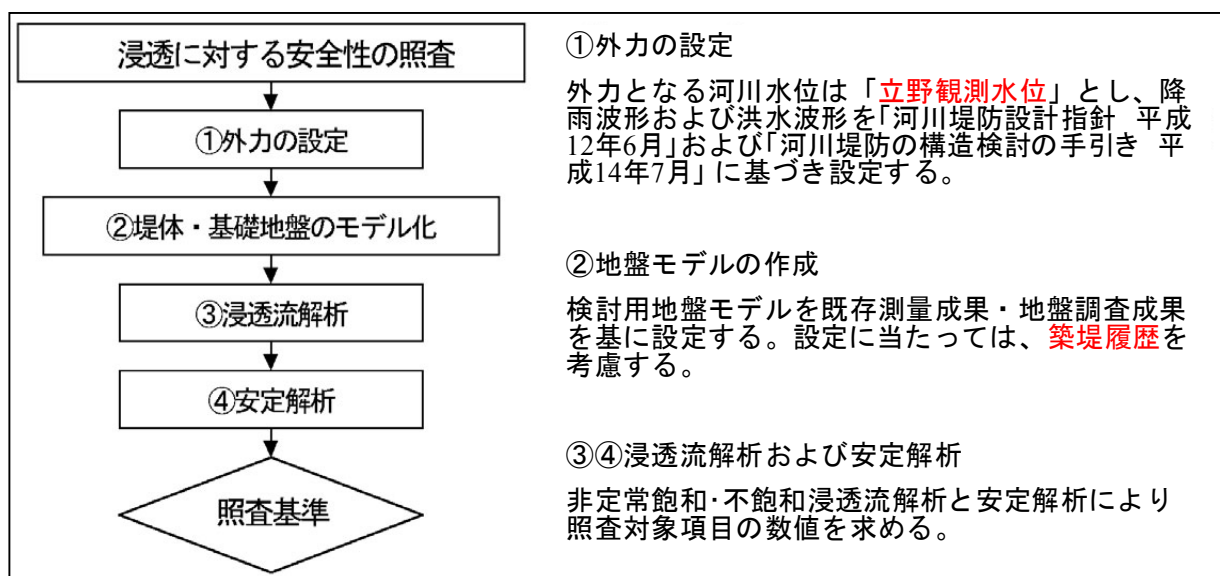 浸透に対する安全性の照査
①外力の設定
②堤体・基礎地盤のモデル化
③浸透流解析
④安定解析
照査基準
①外力の設定
外力となる河川水位は「立野観測水位」とし、降
雨波形および洪水波形を「河川堤防設計指針 平成
12年6月」および「河川堤防の構造検討の手引き 平
成14年7月」に基づき設定する。
②地盤モデルの作成
検討用地盤モデルを既存測量成果・地盤調査成果
を基に設定する。設定に当たっては、築堤履歴を
考慮する。
③④浸透流解析および安定解析
非定常飽和･不飽和浸透流解析と安定解析により
照査対象項目の数値を求める。